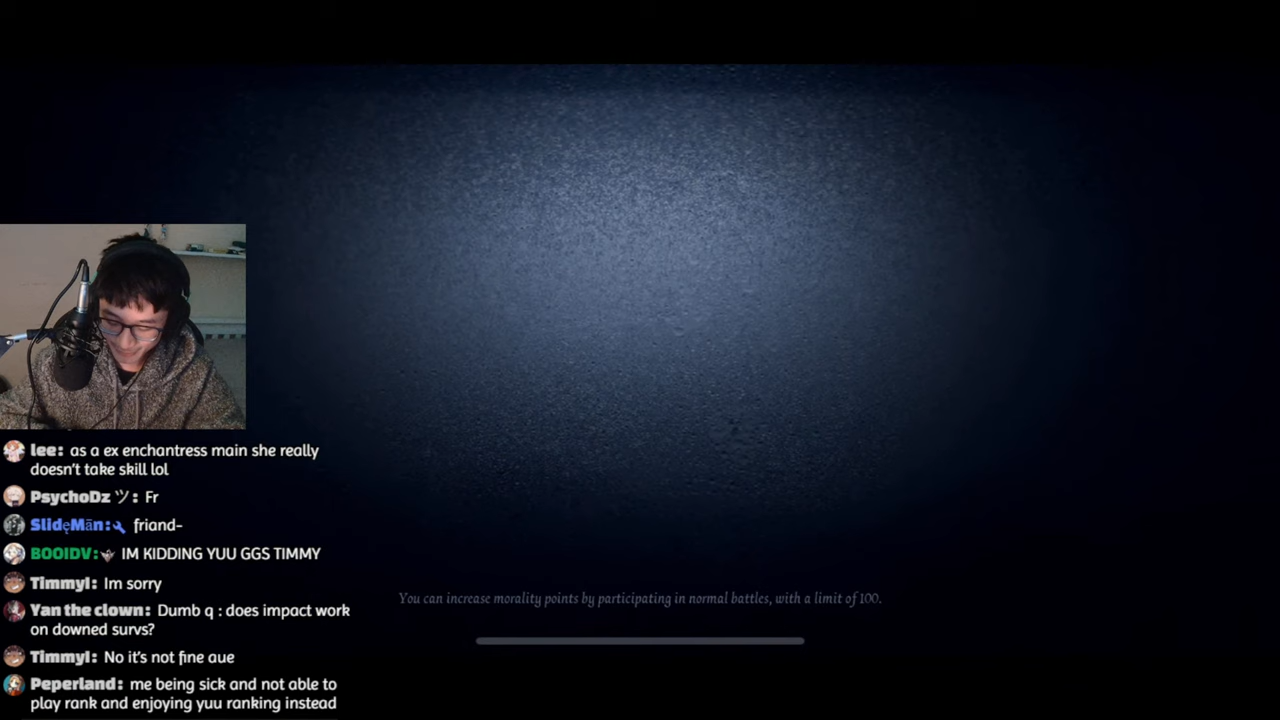 lee: as a ex enchantress main she really
doesn't take skill lol
PsychoDz ツ: Fr
SlidęMān: friand-
BOOIDV: IM KIDDING YUU GGS TIMMY
TimmyI: Im sorry
You can increase morality points by participating in normal battles, with a limit of 100.
Yan the clown: Dumb q : does impact work
on downed survs?
TimmyI: No it's not fine aue
Peperland: me being sick and not able to
play rank and enjoying yuu ranking instead